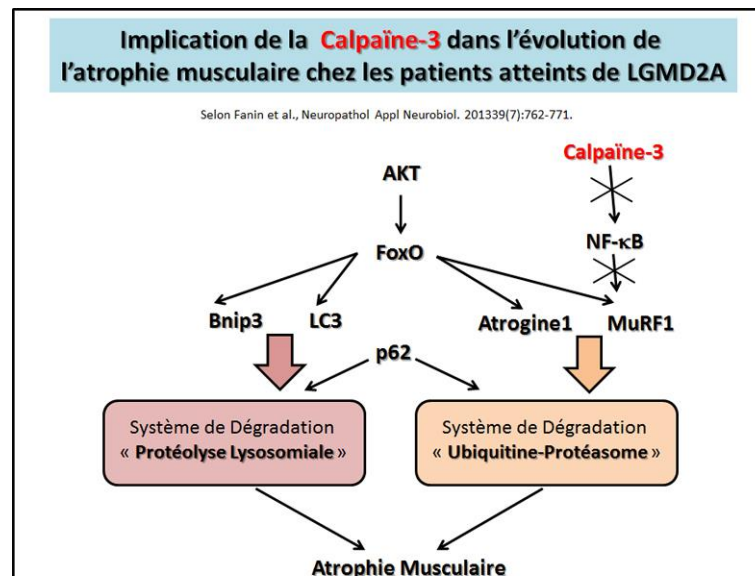 Implication de la Calpaïne-3 dans l’évolution de
l’atrophie musculaire chez les patients atteints de LGMD2A
Selon Fanin et al., Neuropathol Appl Neurobiol. 201339(7):762-771.
Calpaïne-3
AKT
NF-κB
FoxO
Bnip3
LC3
Atrogine1
MuRF1
p62
Système de Dégradation
« Protéolyse Lysosomiale »
Système de Dégradation
« Ubiquitine-Protéasome »
Atrophie Musculaire